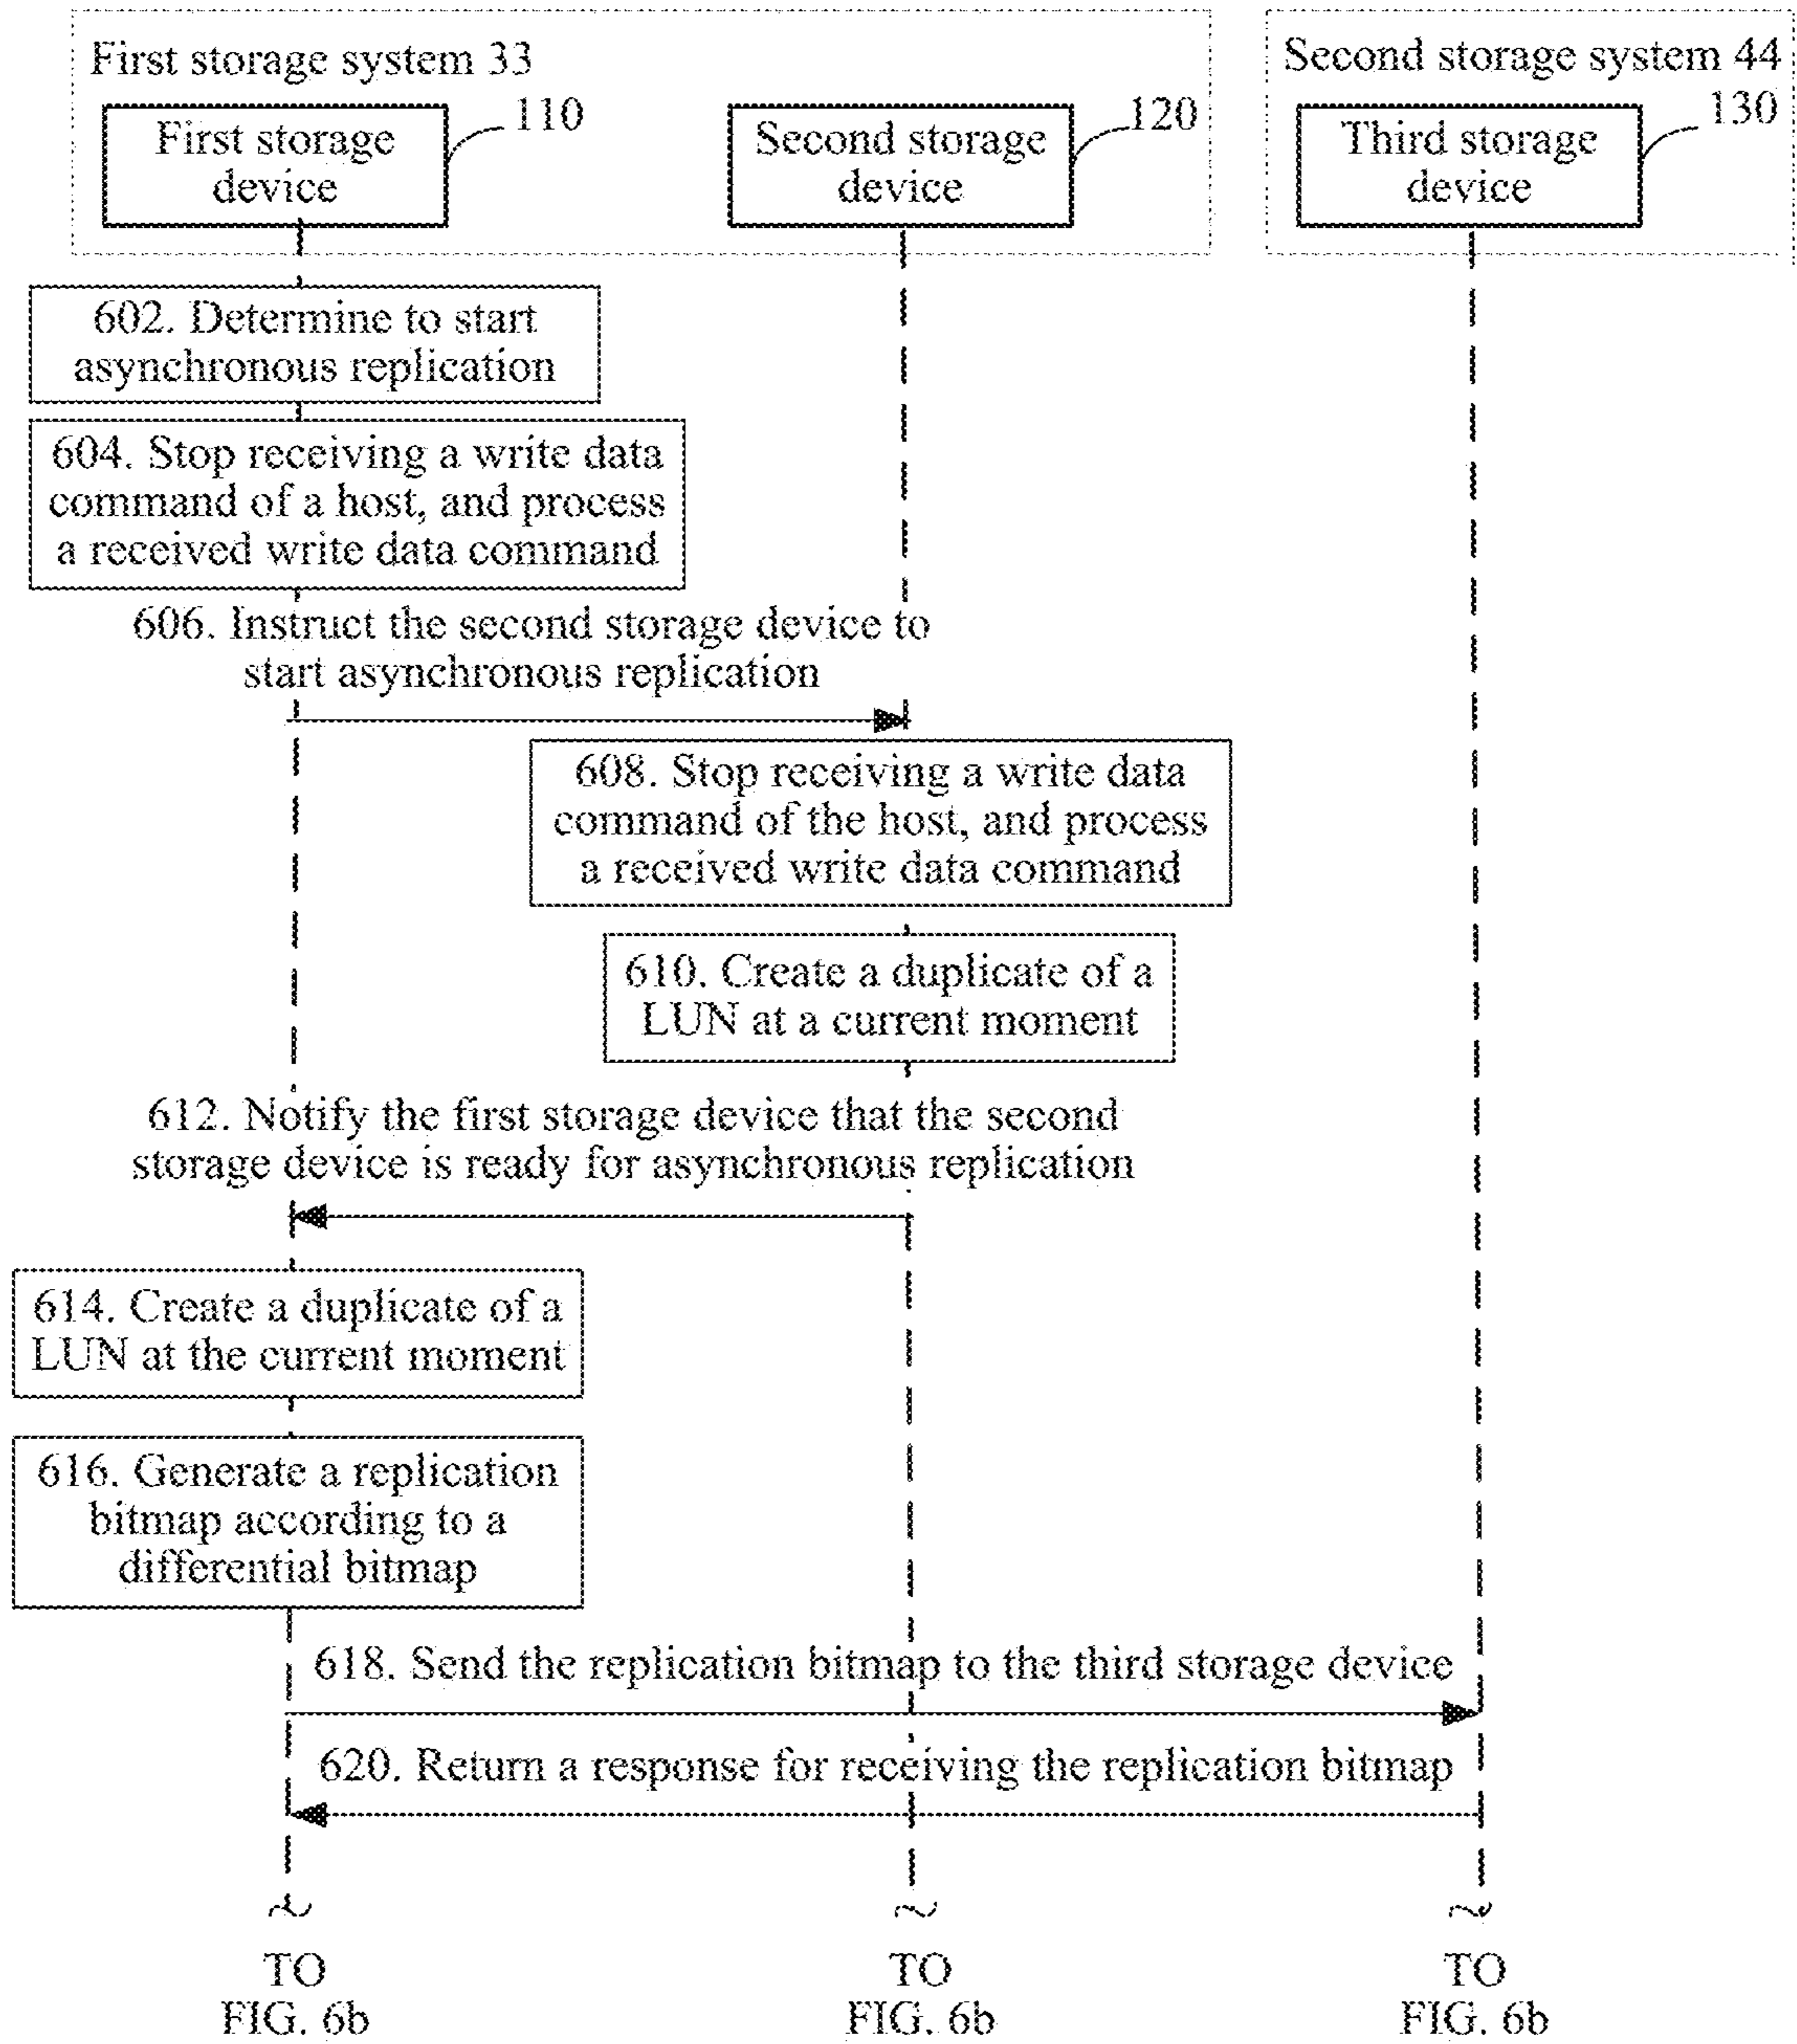 First storage system 33
Second storage system 44
First storage
device
110
Second storage
device
120
Third storage
device
130
602. Determine to start
asynchronous replication
604. Stop receiving a write data
command of a host, and process
a received write data command
606. Instruct the second storage device to
start asynchronous replication
608. Stop receiving a write data
command of the host, and process
a received write data command
610. Create a duplicate of a
LUN at a current moment
612. Notify the first storage device that the second
storage device is ready for asynchronous replication
614. Create a duplicate of a
LUN at the current moment
616. Generate a replication
bitmap according to a
differential bitmap
618. Send the replication bitmap to the third storage device
620. Return a response for receiving the replication bitmap
TO
FIG. 6b
TO
FIG. 6b
TO
FIG. 6b